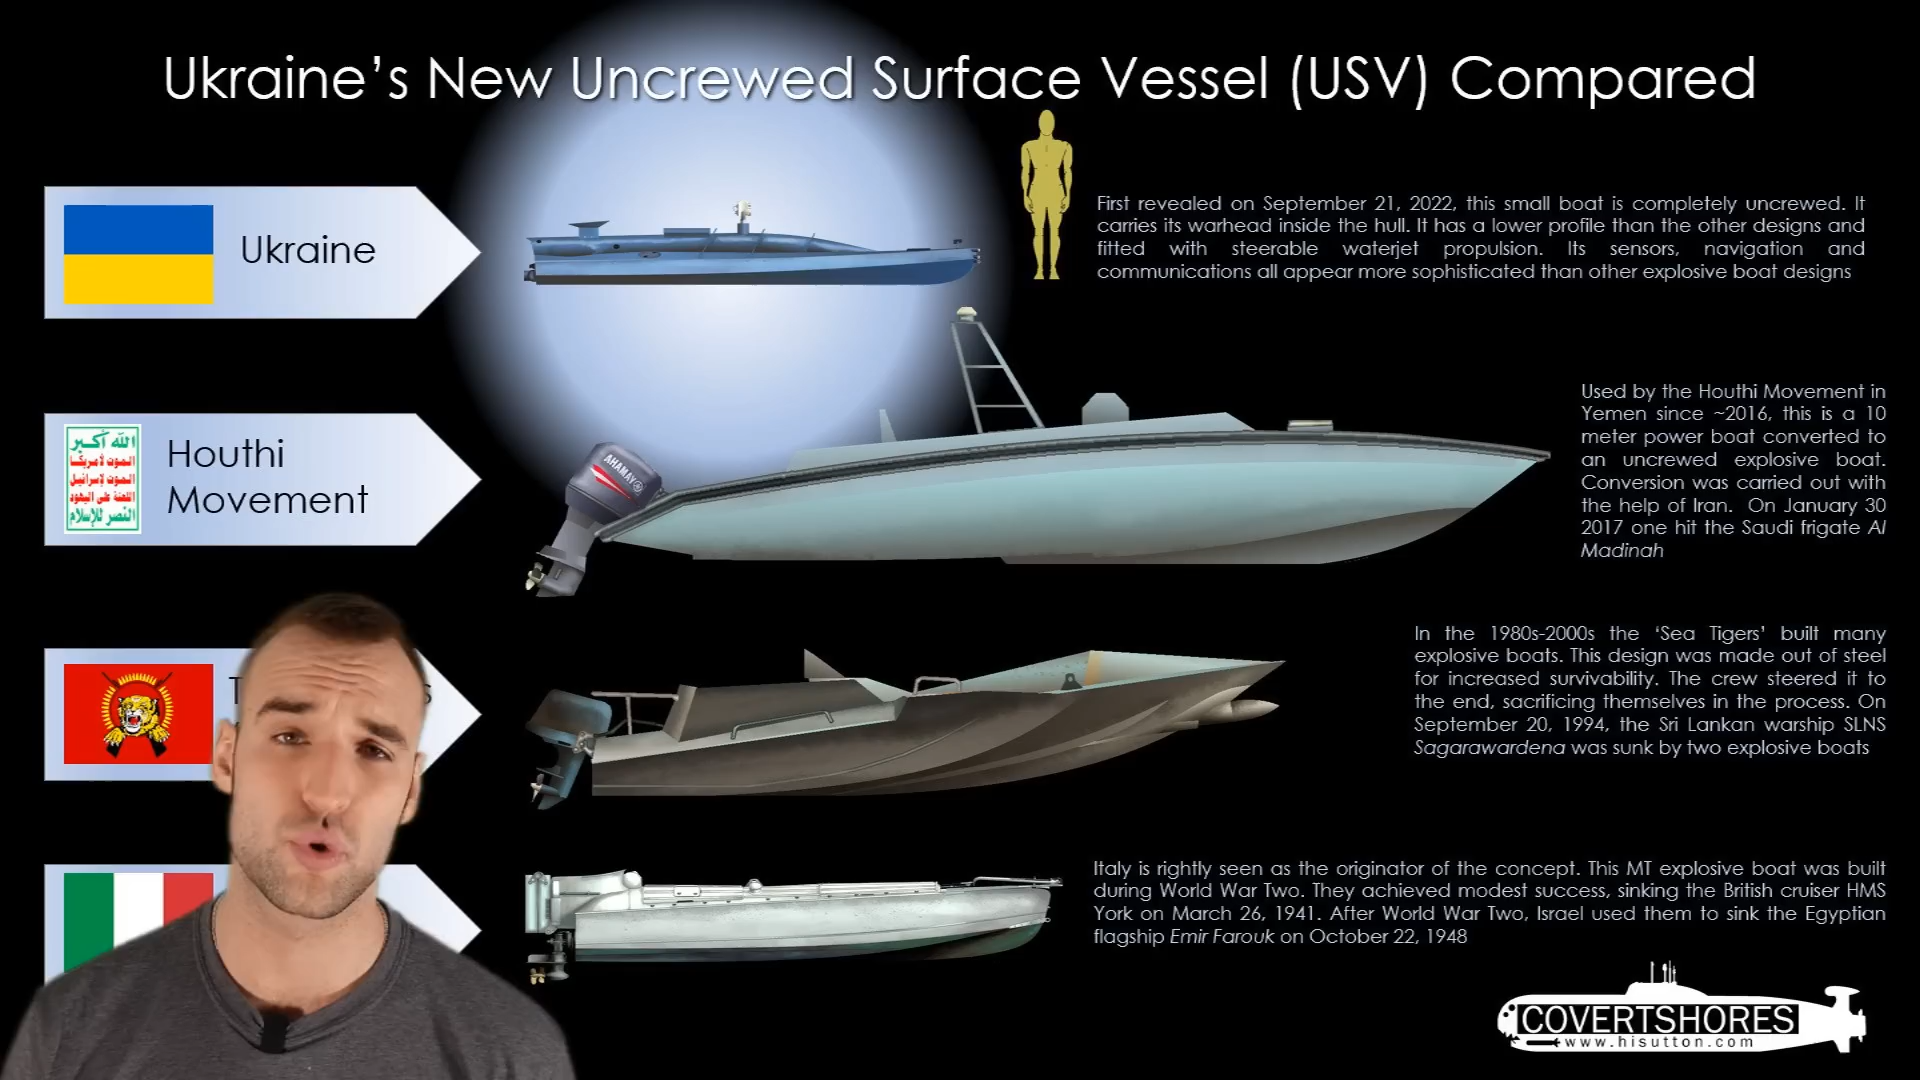 Ukraine's New Uncrewed Surface Vessel (USV) Compared
Ukraine
First revealed on September 21, 2022, this small boat is completely uncrewed. It
carries its warhead inside the hull. It has a lower profile than the other designs and
fitted with steerable waterjet propulsion. Its sensors, navigation and
communications all appear more sophisticated than other explosive boat designs
الله أكبر
الموت لأمريكا
الموت لإسرائيل
اللعنة على اليهود
النصر للإسلام
Houthi
Movement
AHAMAY
Used by the Houthi Movement in
Yemen since ~2016, this is a 10
meter power boat converted to
an uncrewed explosive boat.
Conversion was carried out with
the help of Iran. On January 30
2017 one hit the Saudi frigate Al
Madinah
In the 1980s-2000s the 'Sea Tigers' built many
explosive boats. This design was made out of steel
for increased survivability. The crew steered it to
the end, sacrificing themselves in the process. On
September 20, 1994, the Sri Lankan warship SLNS
Sagarawardena was sunk by two explosive boats
Italy is rightly seen as the originator of the concept. This MT explosive boat was built
during World War Two. They achieved modest success, sinking the British cruiser HMS
York on March 26, 1941. After World War Two, Israel used them to sink the Egyptian
flagship Emir Farouk on October 22, 1948
COVERTSHORES
www.hisutton.com